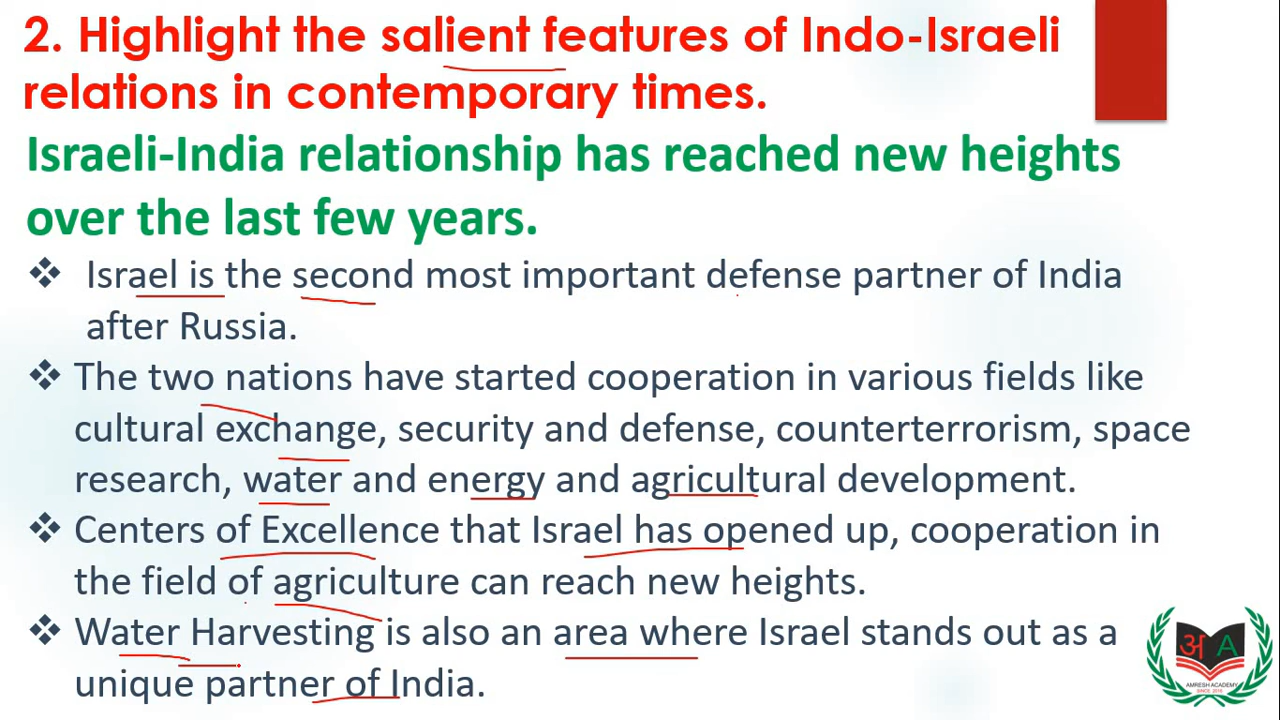 2. Highlight the salient features of Indo-Israeli
relations in contemporary times.
Israeli-India relationship has reached new heights
over the last few years.
❖ Israel is the second most important defense partner of India
after Russia.
❖ The two nations have started cooperation in various fields like
cultural exchange, security and defense, counterterrorism, space
research, water and energy and agricultural development.
❖ Centers of Excellence that Israel has opened up, cooperation in
the field of agriculture can reach new heights.
❖ Water Harvesting is also an area where Israel stands out as a
unique partner of India.
अ A
AMRESH ACADEMY